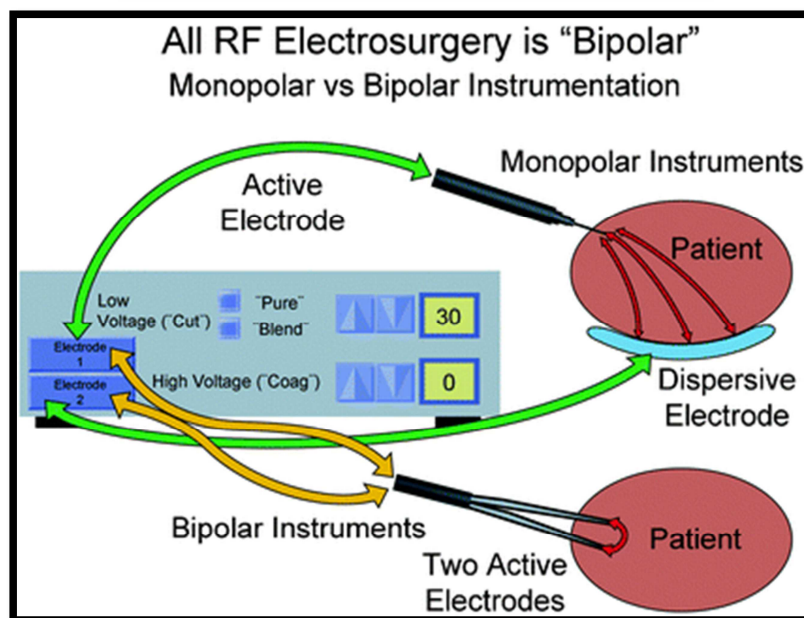 All RF Electrosurgery is “Bipolar”
Monopolar vs Bipolar Instrumentation
Monopolar Instruments
Active
Electrode
Patient
Low
Voltage (¨Cut¨)
¨Pure¨
¨Blend¨
30
Electrode
1
Electrode
2
High Voltage (¨Coag¨)
0
Dispersive
Electrode
Bipolar Instruments
Patient
Two Active
Electrodes